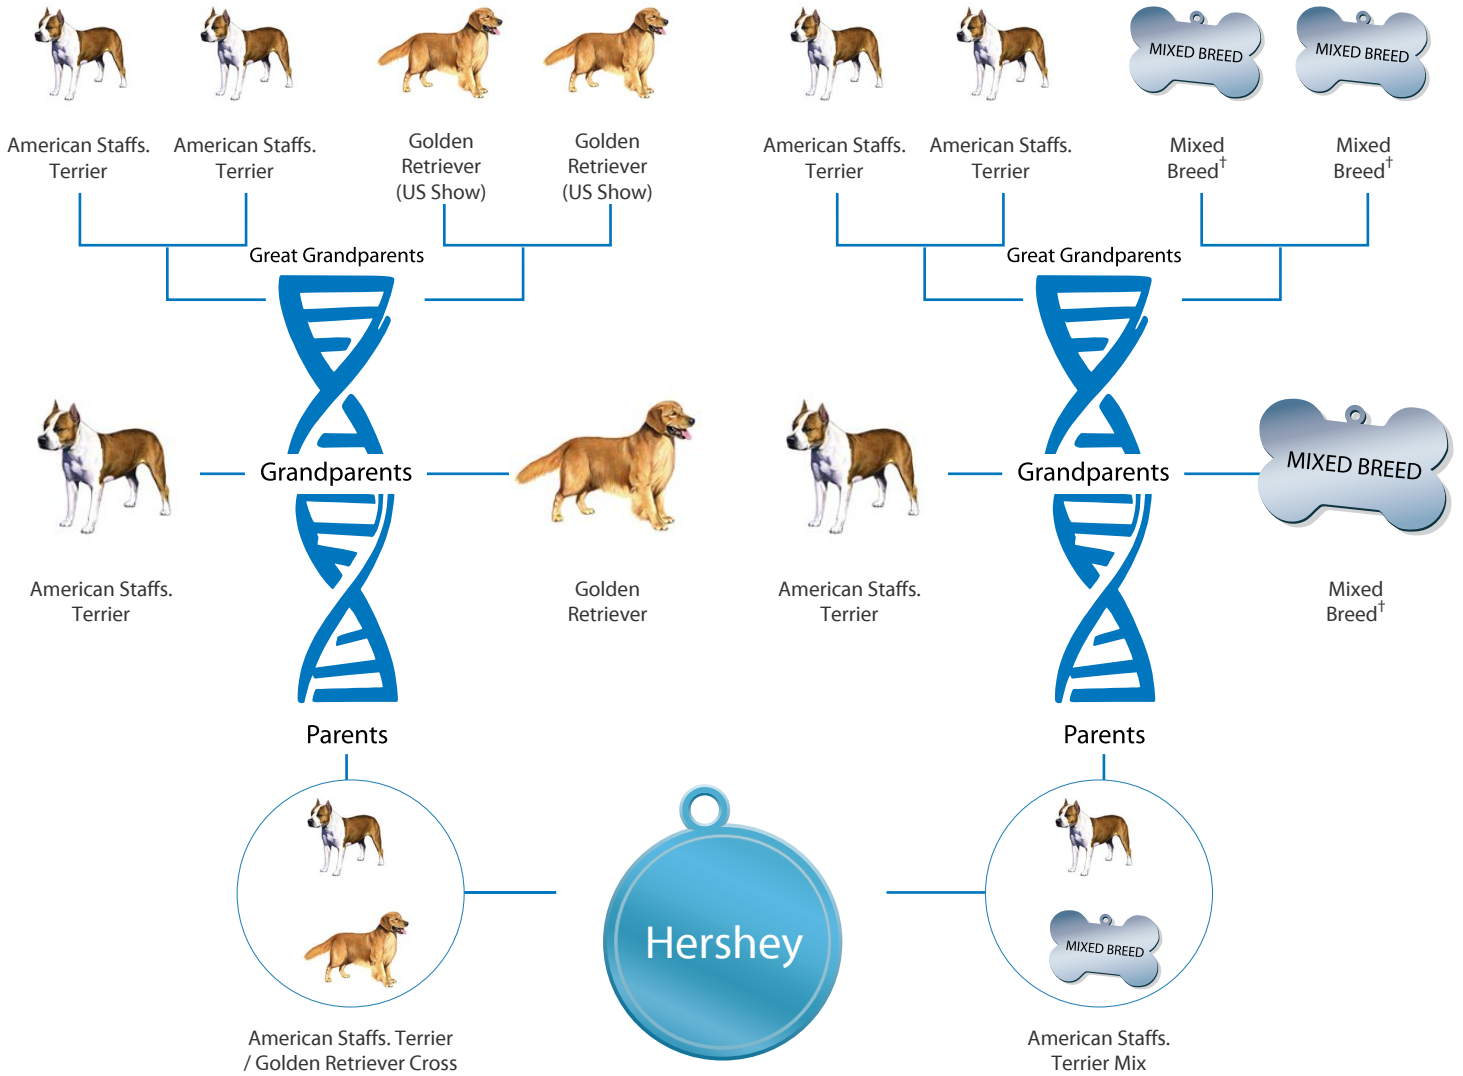 MIXED BREED
MIXED BREED
American Staffs.
Terrier
American Staffs.
Terrier
Golden
Retriever
(US Show)
Golden
Retriever
(US Show)
American Staffs.
Terrier
American Staffs.
Terrier
Mixed
Breed†
Mixed
Breed†
Great Grandparents
Great Grandparents
MIXED BREED
Grandparents
Grandparents
American Staffs.
Terrier
Golden
Retriever
American Staffs.
Terrier
Mixed
Breed†
Parents
Parents
Hershey
MIXED BREED
American Staffs. Terrier
/ Golden Retriever Cross
American Staffs.
Terrier Mix